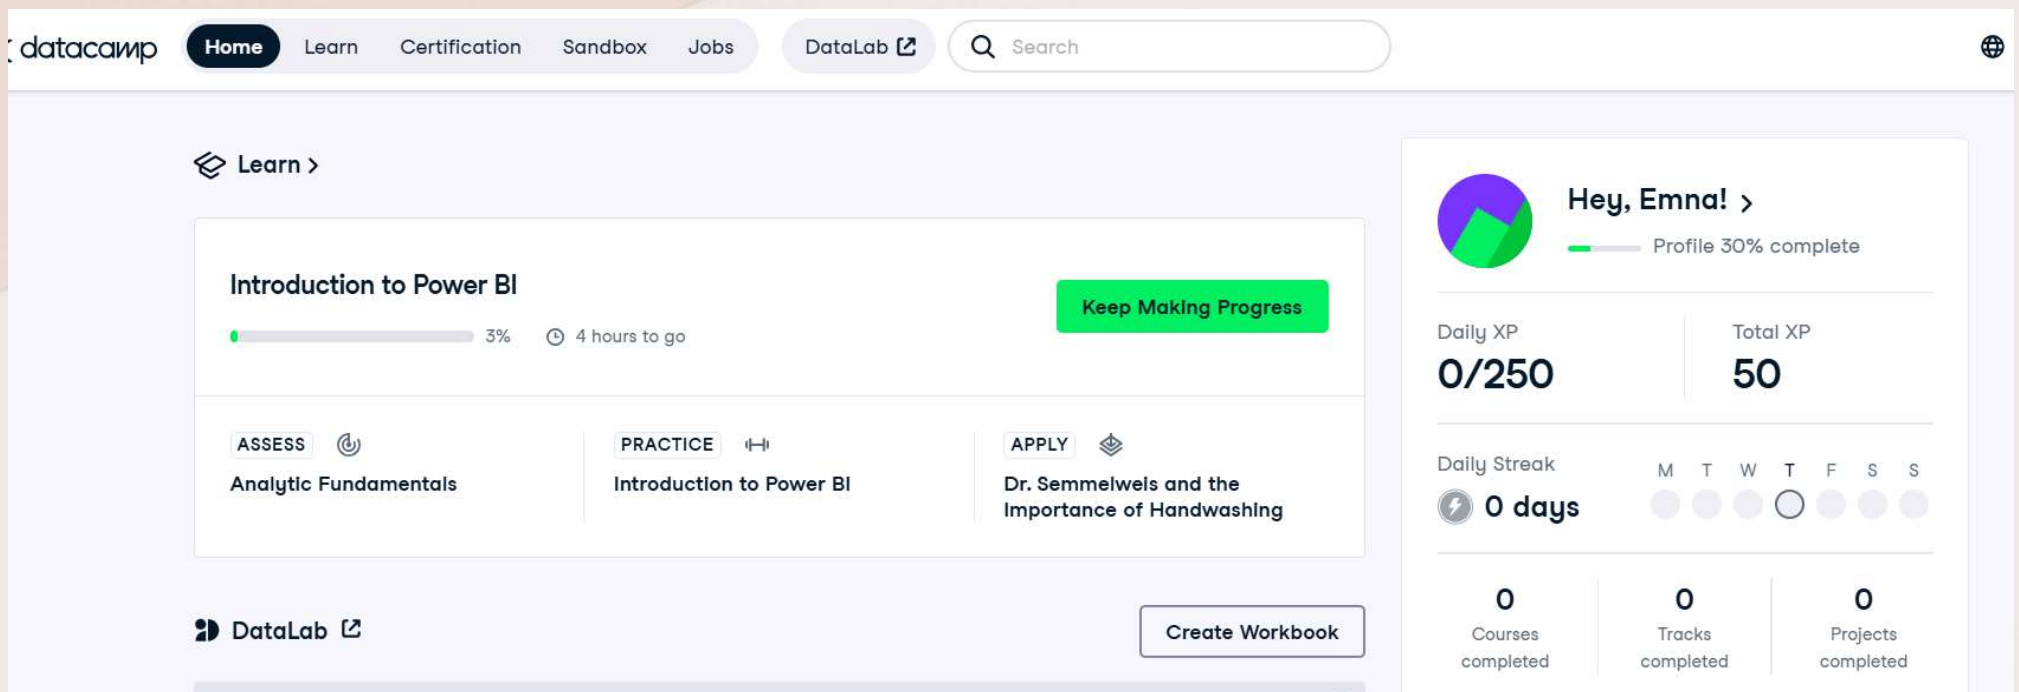 datacamp
Home Learn Certification Sandbox Jobs DataLab Search
Learn
Introduction to Power BI
3% 4 hours to go
Keep Making Progress
ASSESS
Analytic Fundamentals
PRACTICE
Introduction to Power BI
APPLY
Dr. Semmelweis and the
Importance of Handwashing
DataLab
Create Workbook
Hey, Emna!
Profile 30% complete
Daily XP
0/250
Total XP
50
Daily Streak
0 days
M T W T F S S
0
Courses
completed
0
Tracks
completed
0
Projects
completed